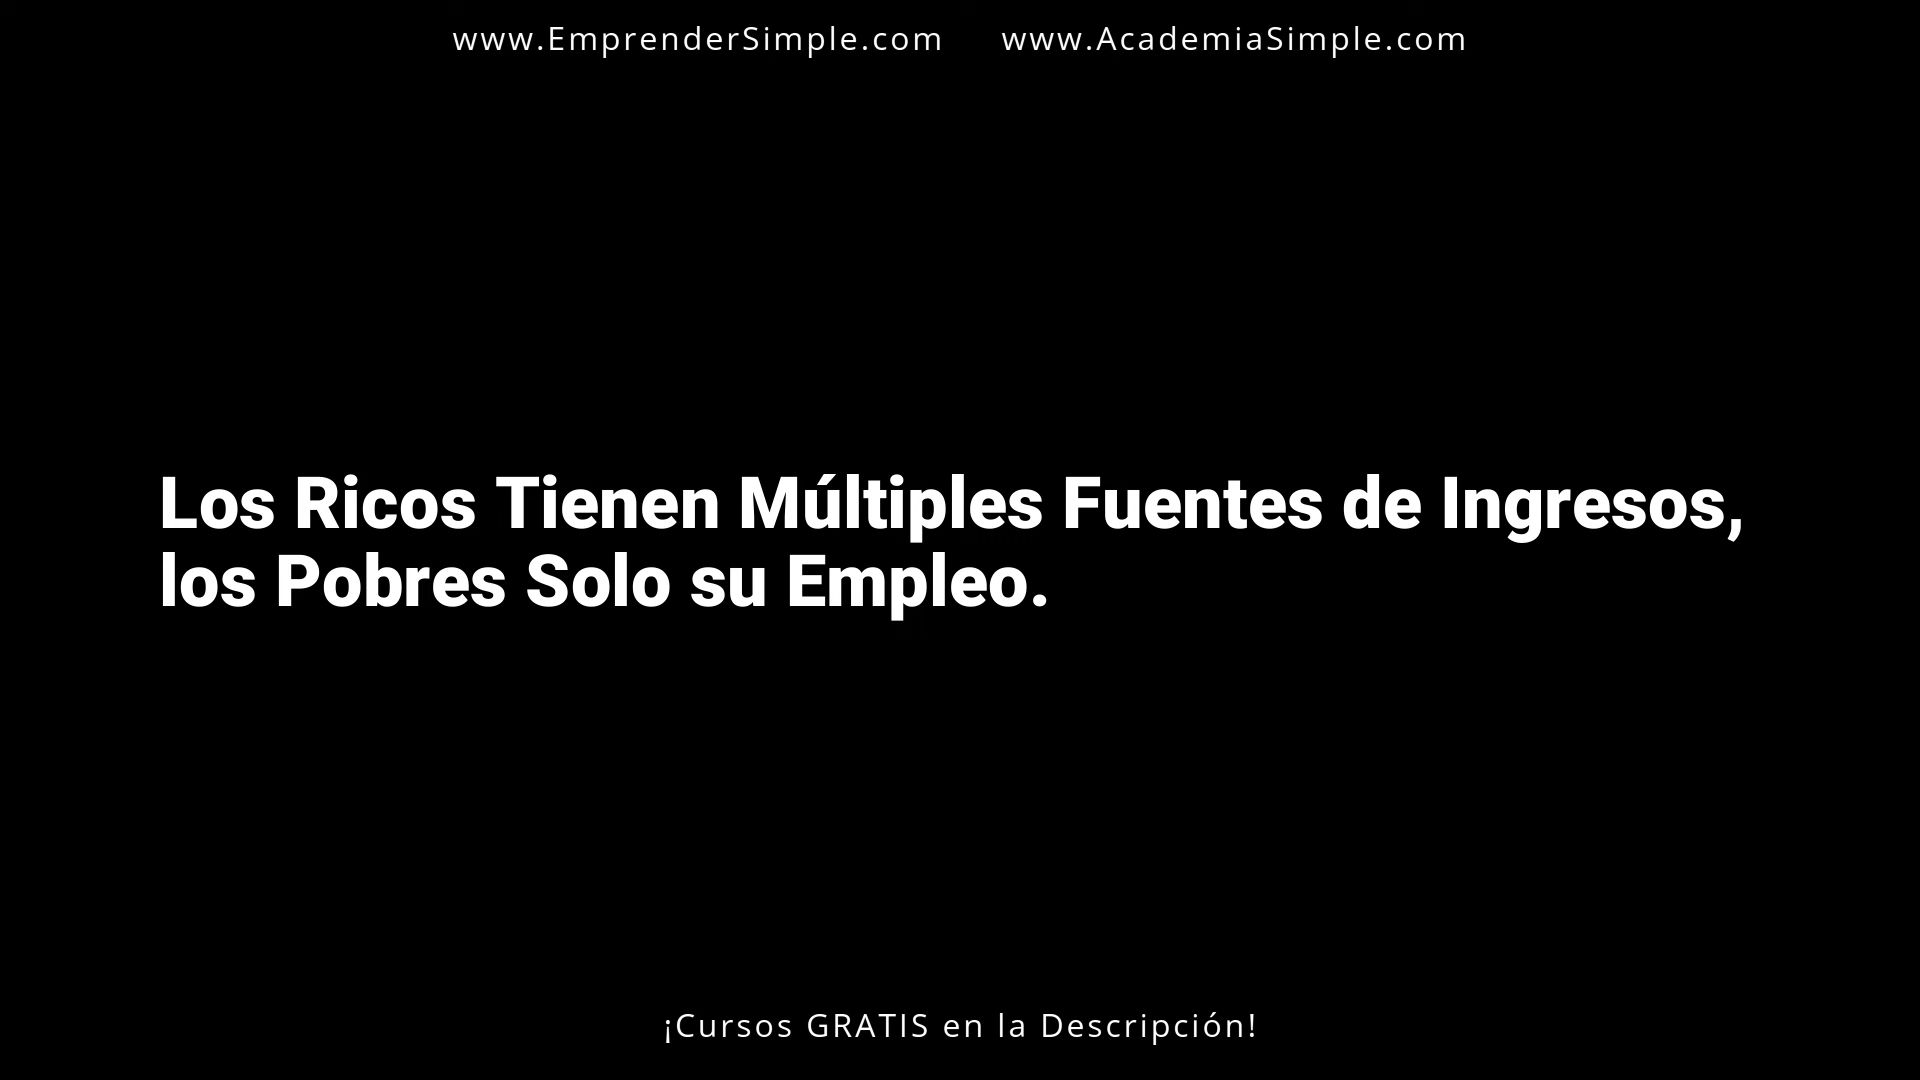 www.EmprenderSimple.com www.AcademiaSimple.com
Los Ricos Tienen Múltiples Fuentes de Ingresos,
los Pobres Solo su Empleo.
¡Cursos GRATIS en la Descripción!